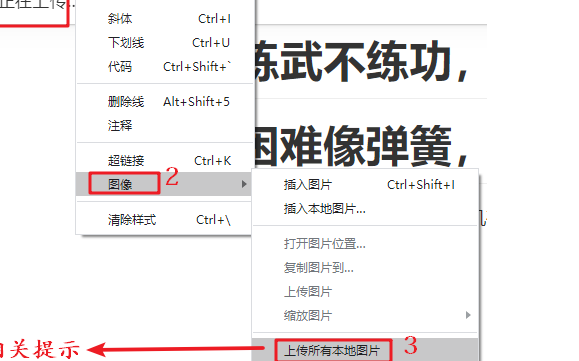 正在上传...
斜体 Ctrl+I
下划线 Ctrl+U
代码 Ctrl+Shift+`
删除线 Alt+Shift+5
注释
超链接 Ctrl+K
图像 2
清除样式 Ctrl+\
练武不练功，
困难像弹簧，
插入图片 Ctrl+Shift+I
插入本地图片...
打开图片位置...
复制图片到...
上传图片
缩放图片
上传所有本地图片 3
相关提示